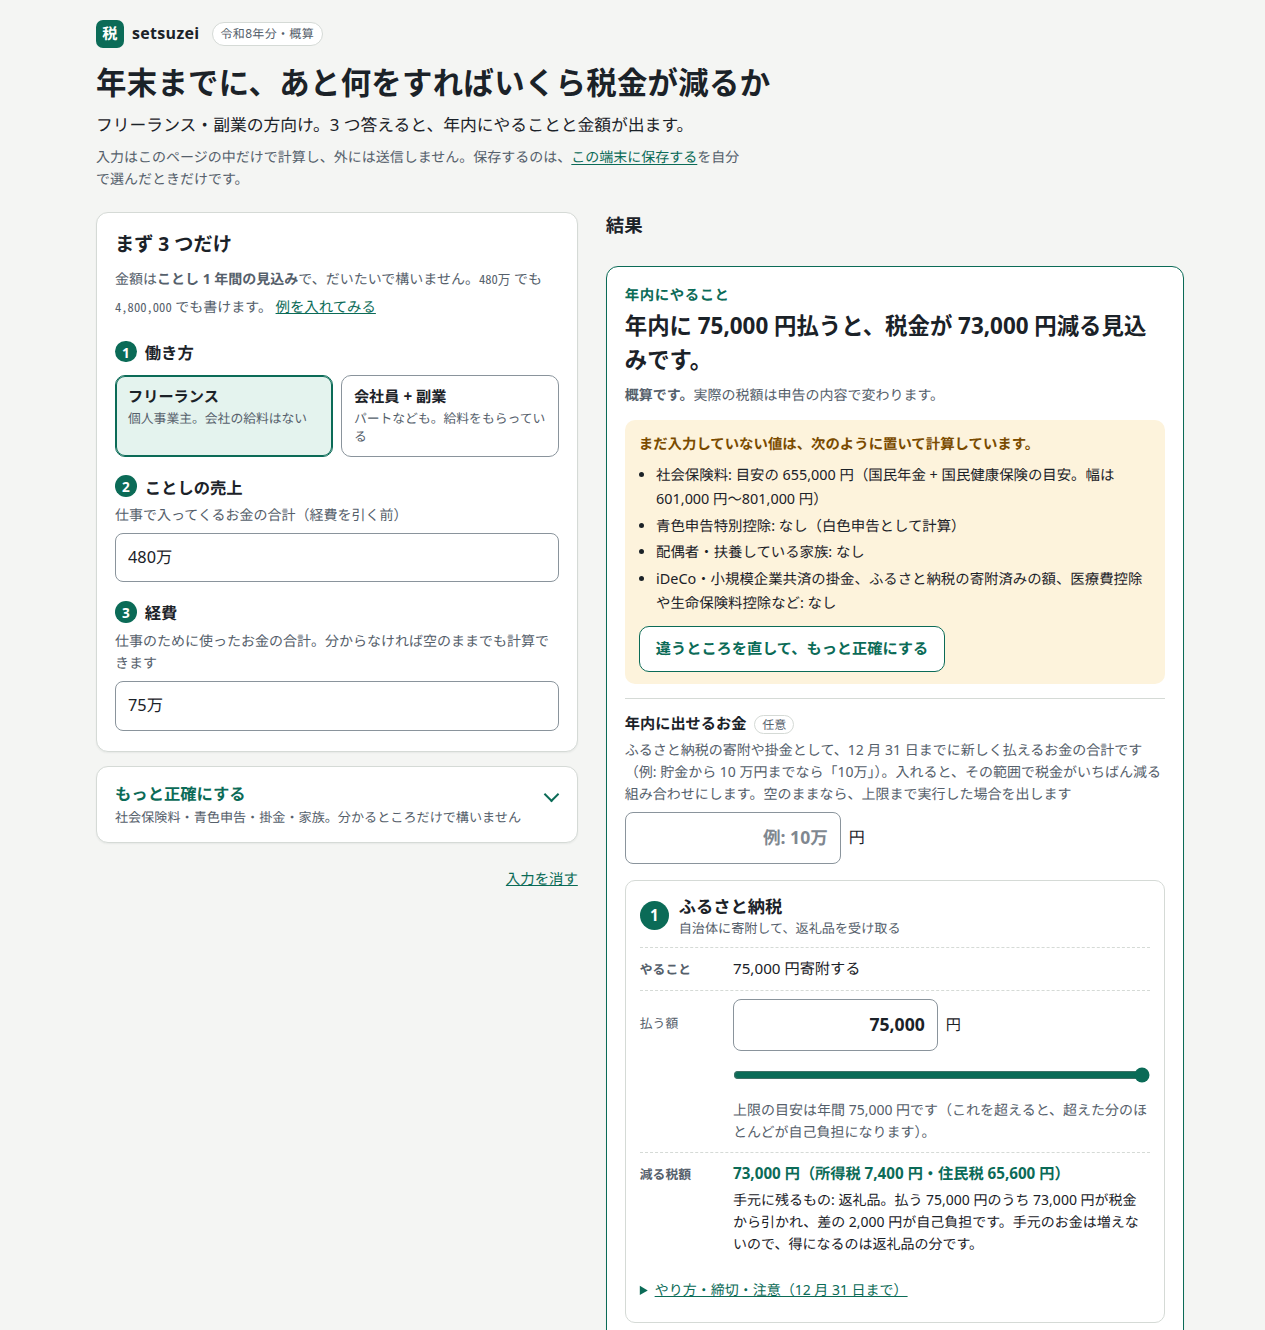 税 setsuzei 令和8年分・概算
年末までに、あと何をすればいくら税金が減るか
フリーランス・副業の方向け。3 つ答えると、年内にやることと金額が出ます。
入力はこのページの中だけで計算し、外には送信しません。保存するのは、この端末に保存するを自分
で選んだときだけです。
まず 3 つだけ
金額はことし 1 年間の見込みで、だいたいで構いません。480万 でも
4,800,000 でも書けます。 例を入れてみる
1 働き方
フリーランス
個人事業主。会社の給料はない
会社員 + 副業
パートなども。給料をもらってい
る
2 ことしの売上
仕事で入ってくるお金の合計（経費を引く前）
480万
3 経費
仕事のために使ったお金の合計。分からなければ空のままでも計算で
きます
75万
もっと正確にする
社会保険料・青色申告・掛金・家族。分かるところだけで構いません
入力を消す
結果
年内にやること
年内に 75,000 円払うと、税金が 73,000 円減る見込
みです。
概算です。実際の税額は申告の内容で変わります。
まだ入力していない値は、次のように置いて計算しています。
• 社会保険料: 目安の 655,000 円（国民年金 + 国民健康保険の目安。幅は
601,000 円〜801,000 円）
• 青色申告特別控除: なし（白色申告として計算）
• 配偶者・扶養している家族: なし
• iDeCo・小規模企業共済の掛金、ふるさと納税の寄附済みの額、医療費控除
や生命保険料控除など: なし
違うところを直して、もっと正確にする
年内に出せるお金 任意
ふるさと納税の寄附や掛金として、12 月 31 日までに新しく払えるお金の合計です
（例: 貯金から 10 万円までなら「10万」）。入れると、その範囲で税金がいちばん減る
組み合わせにします。空のままなら、上限まで実行した場合を出します
例: 10万 円
1 ふるさと納税
自治体に寄附して、返礼品を受け取る
やること 75,000 円寄附する
払う額 75,000 円
上限の目安は年間 75,000 円です（これを超えると、超えた分のほ
とんどが自己負担になります）。
減る税額 73,000 円（所得税 7,400 円・住民税 65,600 円）
手元に残るもの: 返礼品。払う 75,000 円のうち 73,000 円が税金
から引かれ、差の 2,000 円が自己負担です。手元のお金は増えな
いので、得になるのは返礼品の分です。
▶ やり方・締切・注意（12 月 31 日まで）